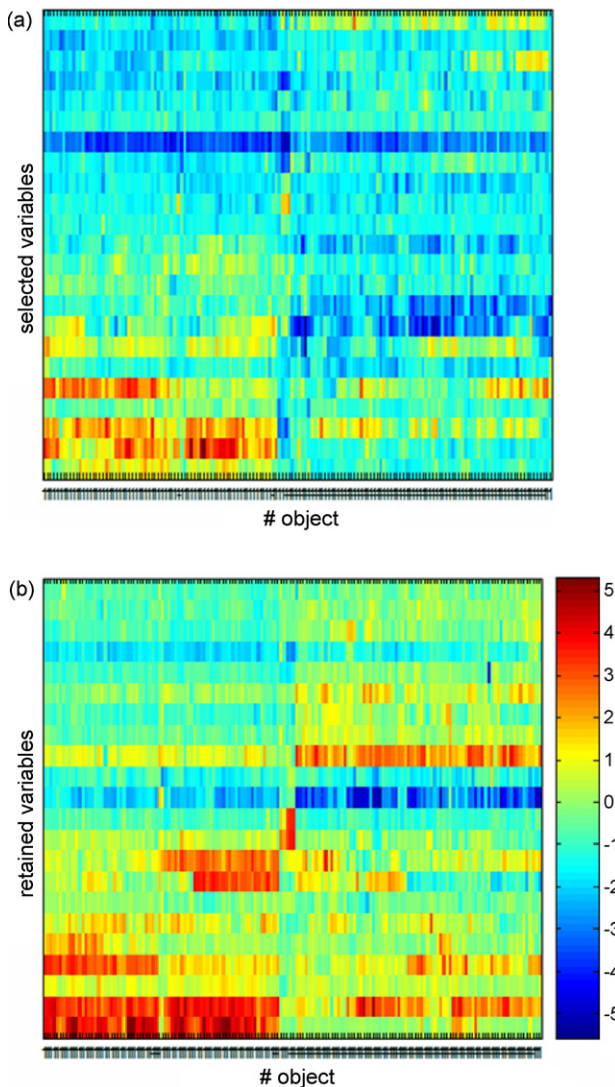 (a)
selected variables
# object
(b)
retained variables
# object
5
4
3
2
1
0
-1
-2
-3
-4
-5